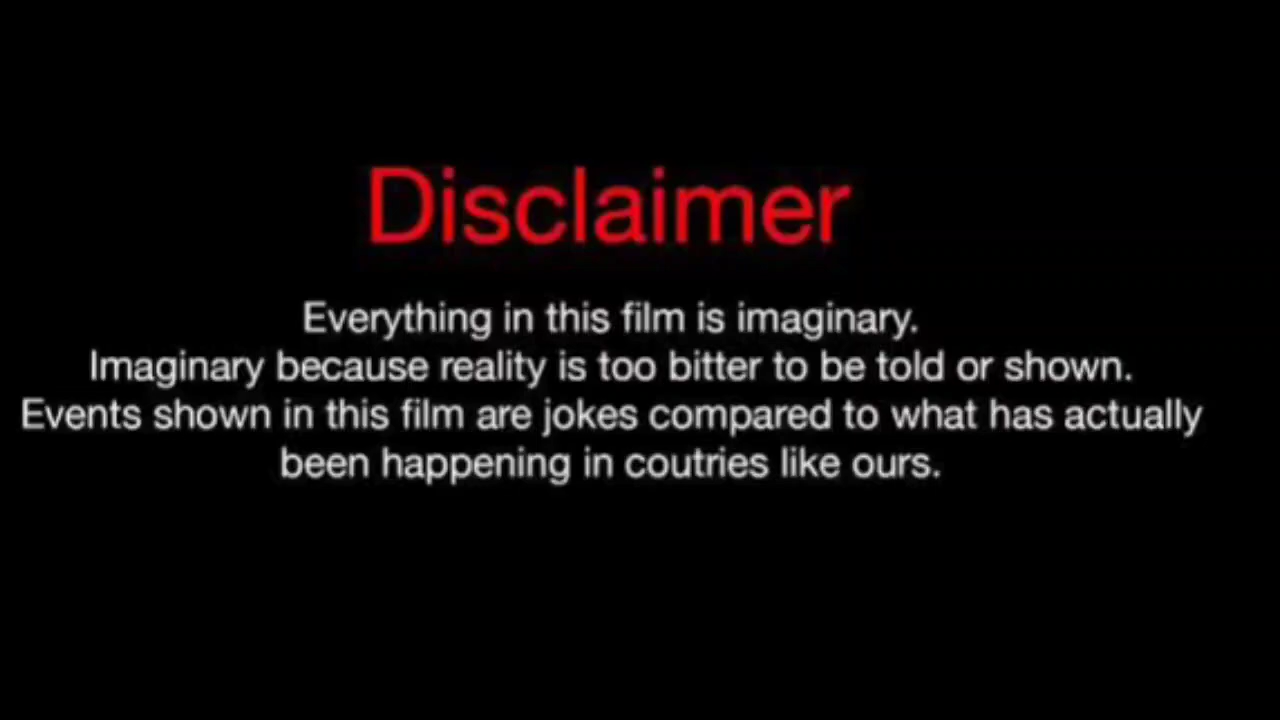 Disclaimer
Everything in this film is imaginary.
Imaginary because reality is too bitter to be told or shown.
Events shown in this film are jokes compared to what has actually
been happening in coutries like ours.